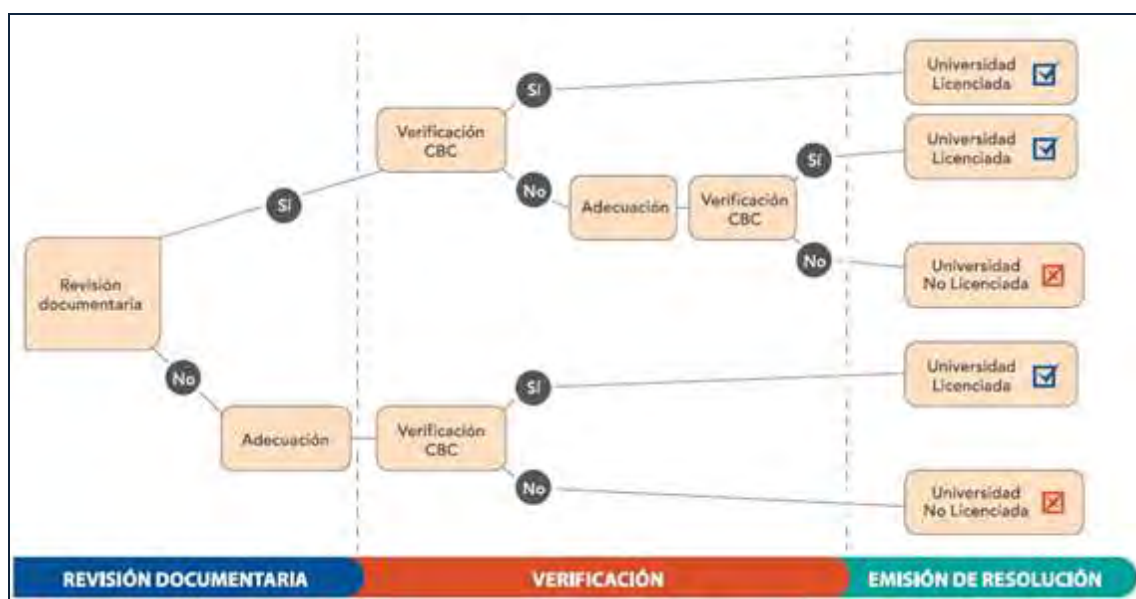 Universidad
Licenciada
Sí
Verificación
CBC
Universidad
Licenciada
Sí
No
Adecuación
Verificación
CBC
Sí
No
Universidad
No Licenciada
Revisión
documentaria
Universidad
Licenciada
No
Sí
Adecuación
Verificación
CBC
No
Universidad
No Licenciada
REVISIÓN DOCUMENTARIA
VERIFICACIÓN
EMISIÓN DE RESOLUCIÓN